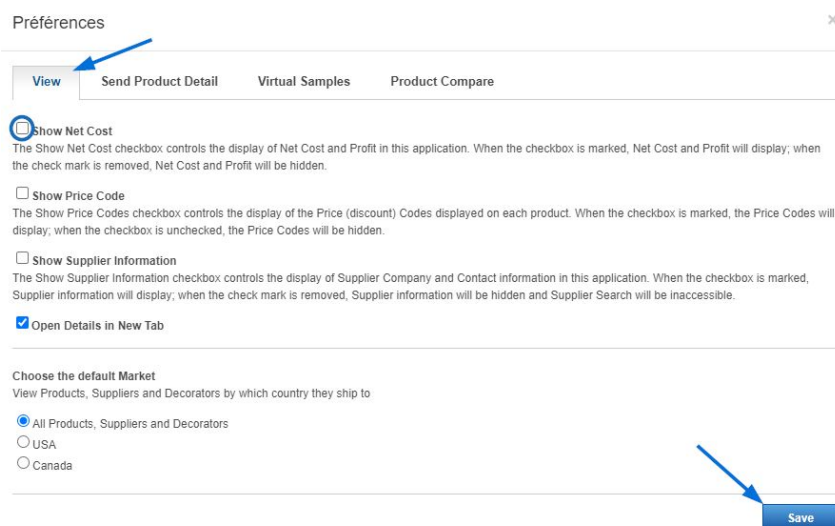 Préférences
×
View Send Product Detail Virtual Samples Product Compare
Show Net Cost
The Show Net Cost checkbox controls the display of Net Cost and Profit in this application. When the checkbox is marked, Net Cost and Profit will display; when
the check mark is removed, Net Cost and Profit will be hidden.
Show Price Code
The Show Price Codes checkbox controls the display of the Price (discount) Codes displayed on each product. When the checkbox is marked, the Price Codes will
display; when the checkbox is unchecked, the Price Codes will be hidden.
Show Supplier Information
The Show Supplier Information checkbox controls the display of Supplier Company and Contact information in this application. When the checkbox is marked,
Supplier information will display; when the check mark is removed, Supplier information will be hidden and Supplier Search will be inaccessible.
Open Details in New Tab
Choose the default Market
View Products, Suppliers and Decorators by which country they ship to
All Products, Suppliers and Decorators
USA
Canada
Save